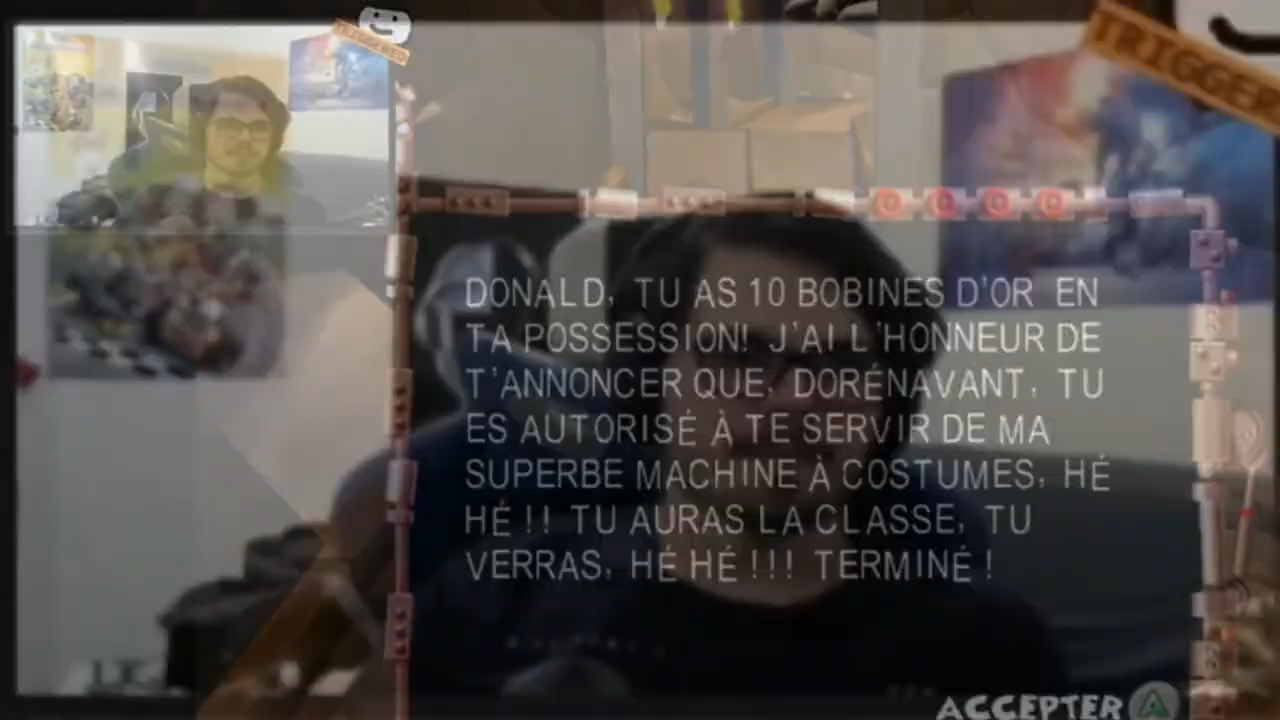 TRIGGERED
TRIGGER
DONALD, TU AS 10 BOBINES D'OR EN
TA POSSESSION! J'AI L'HONNEUR DE
T'ANNONCER QUE, DORÉNAVANT, TU
ES AUTORISÉ À TE SERVIR DE MA
SUPERBE MACHINE À COSTUMES, HÉ
HÉ !! TU AURAS LA CLASSE, TU
VERRAS, HÉ HÉ !!! TERMINÉ !
ACCEPTER A